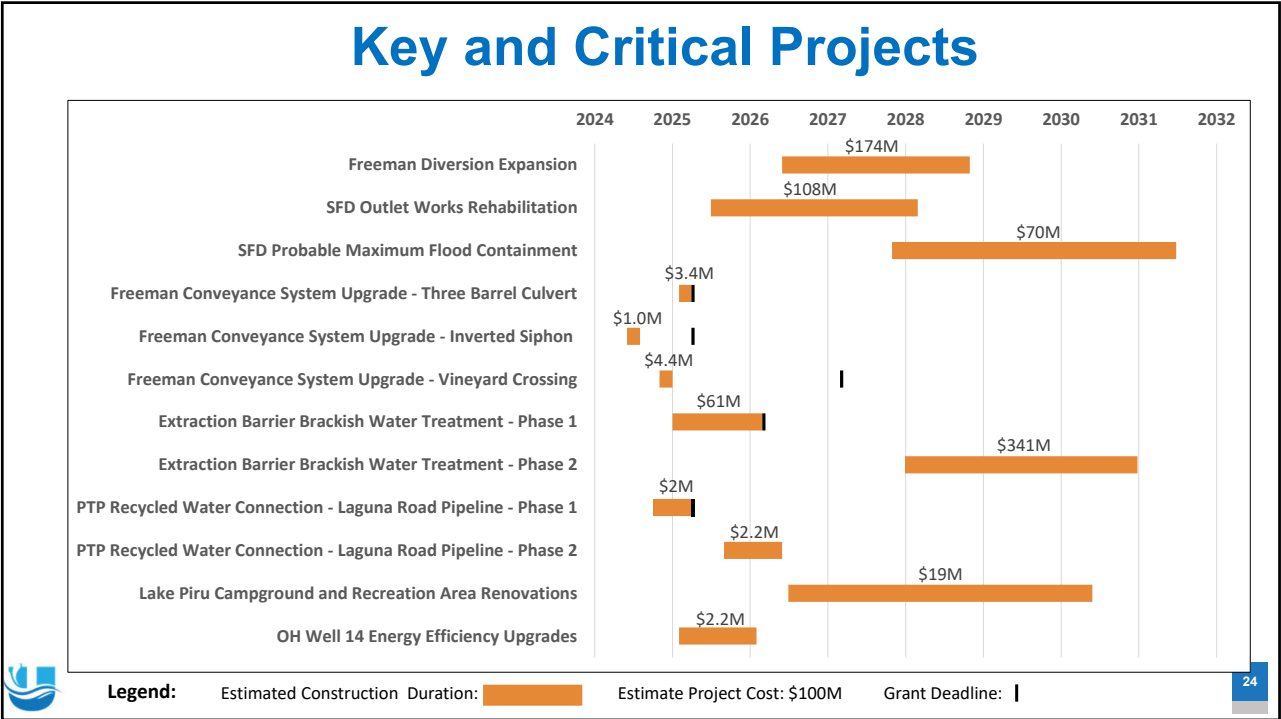 Key and Critical Projects
2024 2025 2026 2027 2028 2029 2030 2031 2032
Freeman Diversion Expansion $174M
SFD Outlet Works Rehabilitation $108M
SFD Probable Maximum Flood Containment $70M
Freeman Conveyance System Upgrade - Three Barrel Culvert $3.4M
Freeman Conveyance System Upgrade - Inverted Siphon $1.0M
Freeman Conveyance System Upgrade - Vineyard Crossing $4.4M
Extraction Barrier Brackish Water Treatment - Phase 1 $61M
Extraction Barrier Brackish Water Treatment - Phase 2 $341M
PTP Recycled Water Connection - Laguna Road Pipeline - Phase 1 $2M
PTP Recycled Water Connection - Laguna Road Pipeline - Phase 2 $2.2M
Lake Piru Campground and Recreation Area Renovations $19M
OH Well 14 Energy Efficiency Upgrades $2.2M
Legend: Estimated Construction Duration: Estimate Project Cost: $100M Grant Deadline:
24